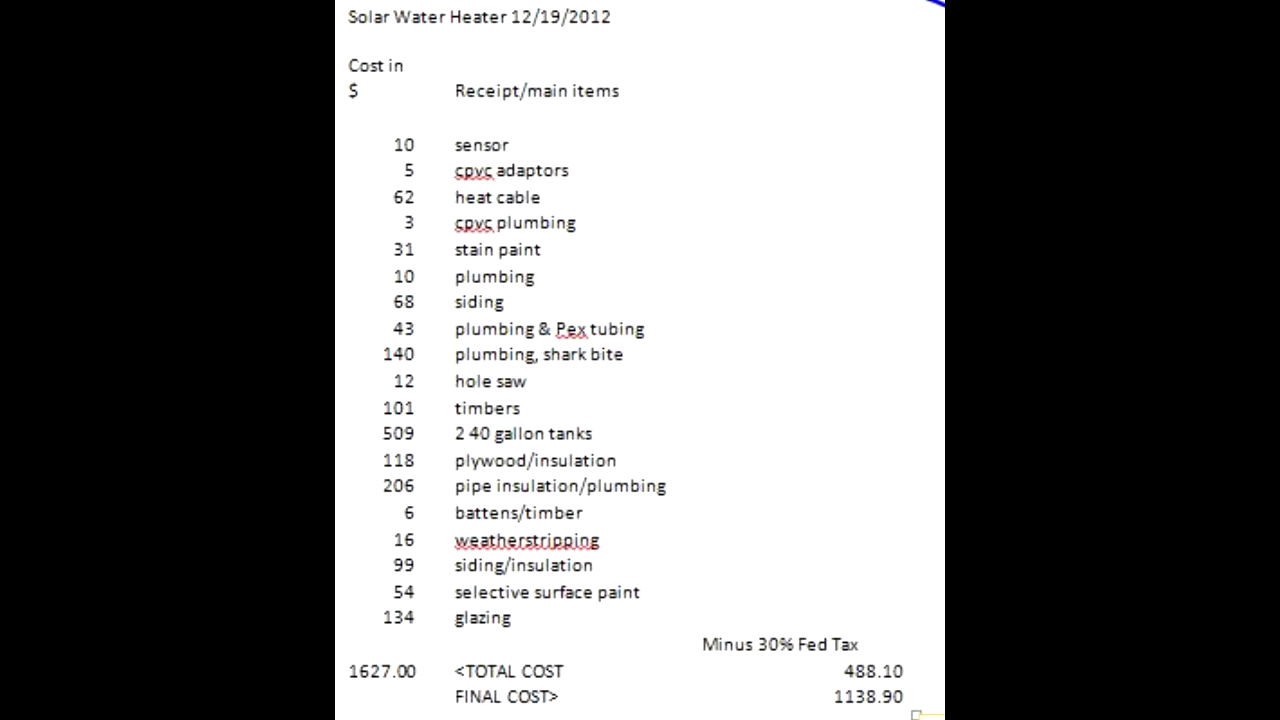 Solar Water Heater 12/19/2012
Cost in
$ Receipt/main items
10 sensor
5 cpvc adaptors
62 heat cable
3 cpvc plumbing
31 stain paint
10 plumbing
68 siding
43 plumbing & Pex tubing
140 plumbing, shark bite
12 hole saw
101 timbers
509 2 40 gallon tanks
118 plywood/insulation
206 pipe insulation/plumbing
6 battens/timber
16 weatherstripping
99 siding/insulation
54 selective surface paint
134 glazing
Minus 30% Fed Tax
1627.00 <TOTAL COST 488.10
FINAL COST> 1138.90